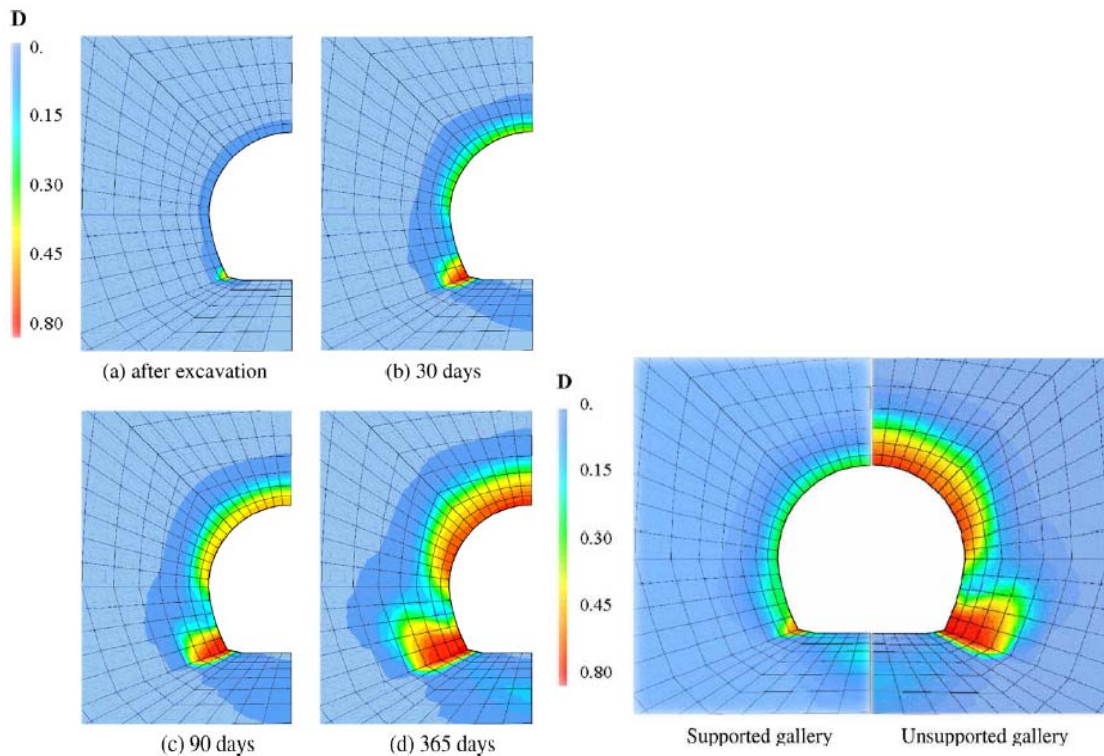 D
0.
0.15
0.30
0.45
0.80
(a) after excavation
(b) 30 days
(c) 90 days
(d) 365 days
D
0.
0.15
0.30
0.45
0.80
Supported gallery
Unsupported gallery